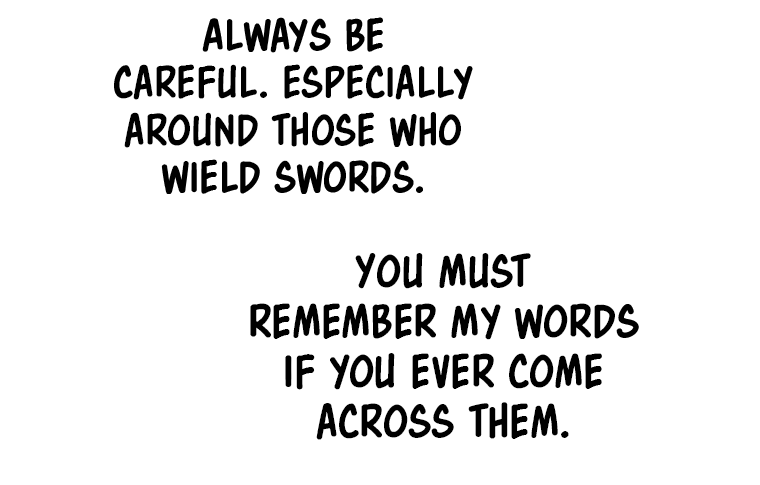 ALWAYS BE
CAREFUL. ESPECIALLY
AROUND THOSE WHO
WIELD SWORDS.
YOU MUST
REMEMBER MY WORDS
IF YOU EVER COME
ACROSS THEM.